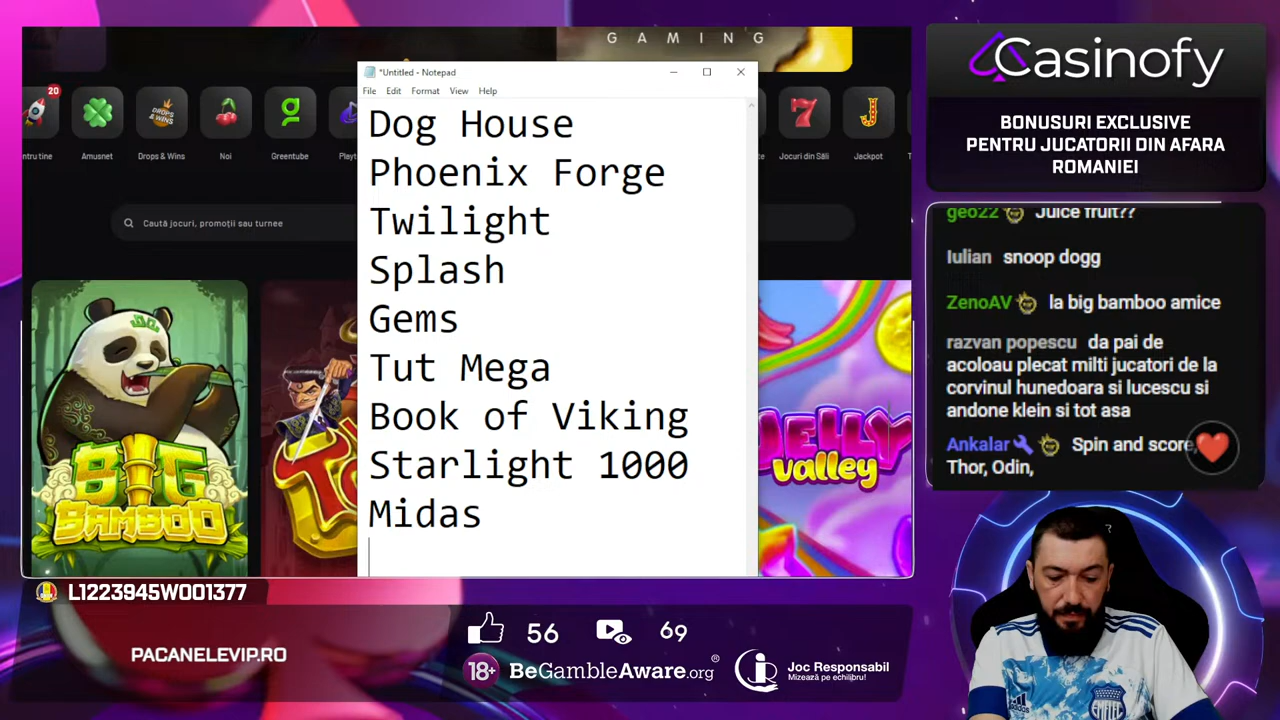 GAMING
*Untitled - Notepad
File Edit Format View Help
20
Amusnet
Drops & Wins
Noi
Greentube
Jocuri din Săli
Jackpot
Caută jocuri, promoții sau turnee
Dog House
Phoenix Forge
Twilight
Splash
Gems
Tut Mega
Book of Viking
Starlight 1000
Midas
BIG
BAMBOO
JELLY
valley
L1223945W001377
PACANELEVIP.RO
56
69
18+ BeGambleAware.org®
Joc Responsabil
Mizează pe echilibru!
Casinofy
BONUSURI EXCLUSIVE
PENTRU JUCATORII DIN AFARA
ROMANIEI
geo22 Juice fruit??
Iulian snoop dogg
ZenoAV la big bamboo amice
razvan popescu da pai de
acoloau plecat milti jucatori de la
corvinul hunedoara si lucescu si
andone klein si tot asa
Ankalar Spin and score,
Thor, Odin,